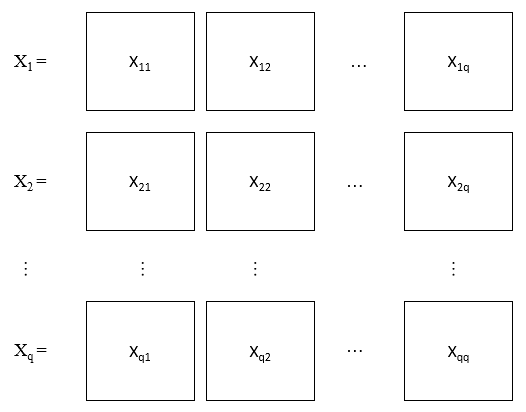 X₁= X₁₁ X₁₂ ... X₁q
X₂= X₂₁ X₂₂ ... X₂q
⋮ ⋮ ⋮ ⋮
Xq= Xq₁ Xq₂ ... Xqq